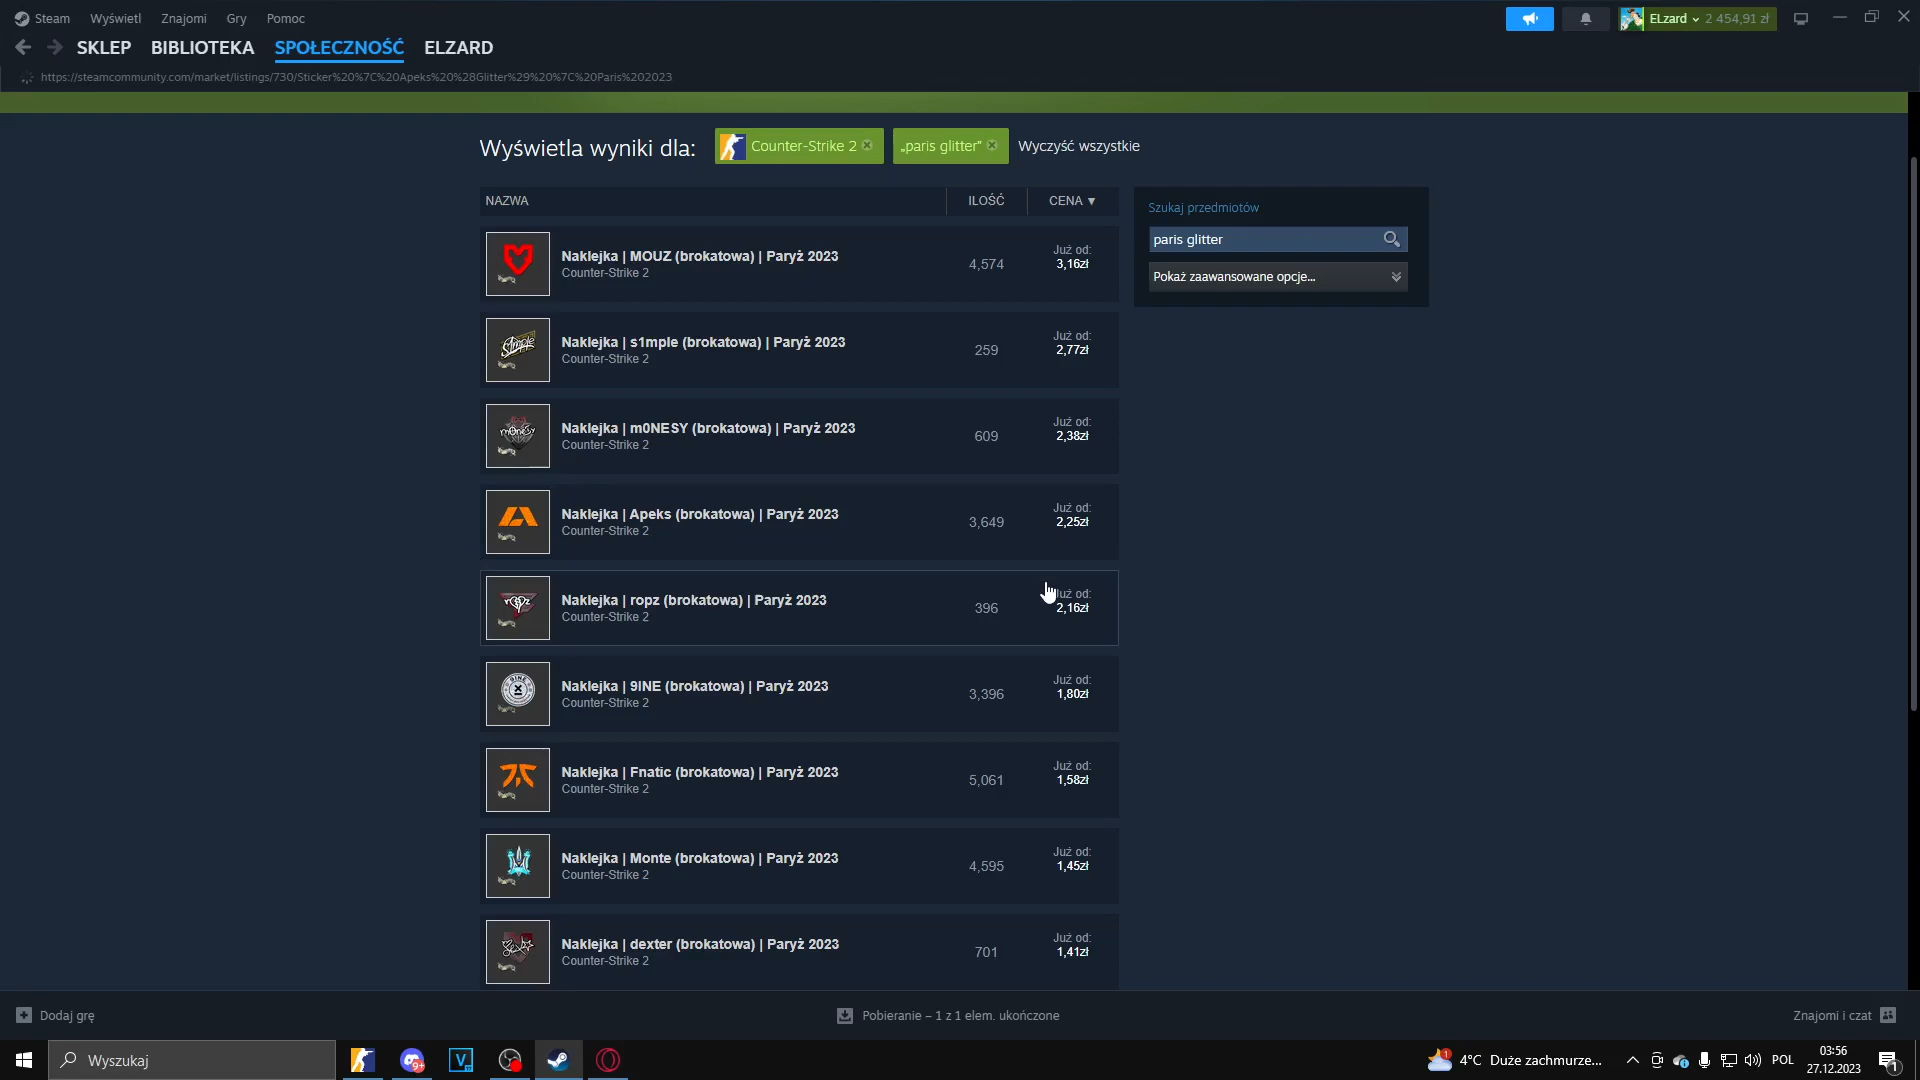 Steam Wyświetl Znajomi Gry Pomoc
ELzard 2 454,91 zł
SKLEP BIBLIOTEKA SPOŁECZNOŚĆ ELZARD
https://steamcommunity.com/market/listings/730/Sticker%20%7C%20Apeks%20%28Glitter%29%20%7C%20Paris%202023
Wyświetla wyniki dla: Counter-Strike 2 „paris glitter” Wyczyść wszystkie
NAZWA ILOŚĆ CENA ▼
Szukaj przedmiotów
paris glitter
Pokaż zaawansowane opcje...
Naklejka | MOUZ (brokatowa) | Paryż 2023
Counter-Strike 2
4,574
Już od:
3,16zł
Naklejka | s1mple (brokatowa) | Paryż 2023
Counter-Strike 2
259
Już od:
2,77zł
Naklejka | m0NESY (brokatowa) | Paryż 2023
Counter-Strike 2
609
Już od:
2,38zł
Naklejka | Apeks (brokatowa) | Paryż 2023
Counter-Strike 2
3,649
Już od:
2,25zł
Naklejka | ropz (brokatowa) | Paryż 2023
Counter-Strike 2
396
Już od:
2,16zł
Naklejka | 9INE (brokatowa) | Paryż 2023
Counter-Strike 2
3,396
Już od:
1,80zł
Naklejka | Fnatic (brokatowa) | Paryż 2023
Counter-Strike 2
5,061
Już od:
1,58zł
Naklejka | Monte (brokatowa) | Paryż 2023
Counter-Strike 2
4,595
Już od:
1,45zł
Naklejka | dexter (brokatowa) | Paryż 2023
Counter-Strike 2
701
Już od:
1,41zł
Dodaj grę
Pobieranie – 1 z 1 elem. ukończone
Znajomi i czat
Wyszukaj
9+
4°C Duże zachmurze...
POL
03:56
27.12.2023
1